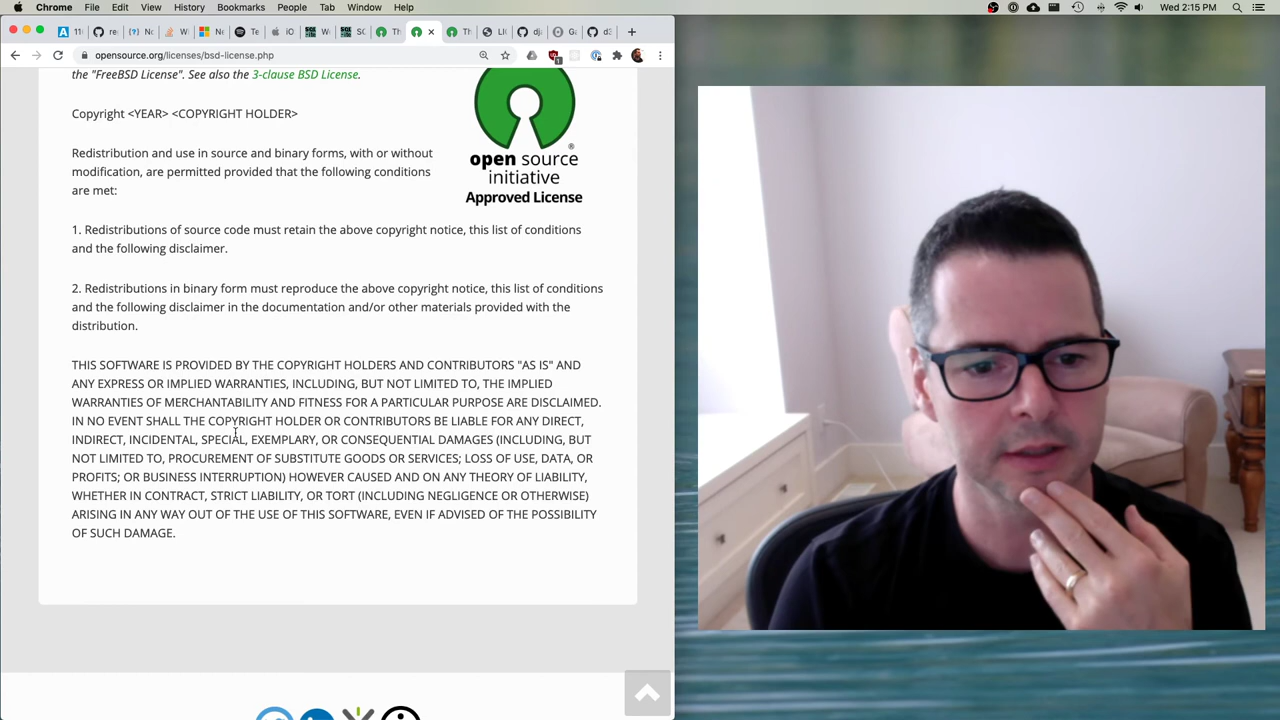 Chrome File Edit View History Bookmarks People Tab Window Help Wed 2:15 PM
opensource.org/licenses/bsd-license.php
the "FreeBSD License". See also the 3-clause BSD License.
Copyright <YEAR> <COPYRIGHT HOLDER>
Redistribution and use in source and binary forms, with or without
modification, are permitted provided that the following conditions
are met:
open source
initiative
Approved License
1. Redistributions of source code must retain the above copyright notice, this list of conditions
and the following disclaimer.
2. Redistributions in binary form must reproduce the above copyright notice, this list of conditions
and the following disclaimer in the documentation and/or other materials provided with the
distribution.
THIS SOFTWARE IS PROVIDED BY THE COPYRIGHT HOLDERS AND CONTRIBUTORS "AS IS" AND
ANY EXPRESS OR IMPLIED WARRANTIES, INCLUDING, BUT NOT LIMITED TO, THE IMPLIED
WARRANTIES OF MERCHANTABILITY AND FITNESS FOR A PARTICULAR PURPOSE ARE DISCLAIMED.
IN NO EVENT SHALL THE COPYRIGHT HOLDER OR CONTRIBUTORS BE LIABLE FOR ANY DIRECT,
INDIRECT, INCIDENTAL, SPECIAL, EXEMPLARY, OR CONSEQUENTIAL DAMAGES (INCLUDING, BUT
NOT LIMITED TO, PROCUREMENT OF SUBSTITUTE GOODS OR SERVICES; LOSS OF USE, DATA, OR
PROFITS; OR BUSINESS INTERRUPTION) HOWEVER CAUSED AND ON ANY THEORY OF LIABILITY,
WHETHER IN CONTRACT, STRICT LIABILITY, OR TORT (INCLUDING NEGLIGENCE OR OTHERWISE)
ARISING IN ANY WAY OUT OF THE USE OF THIS SOFTWARE, EVEN IF ADVISED OF THE POSSIBILITY
OF SUCH DAMAGE.